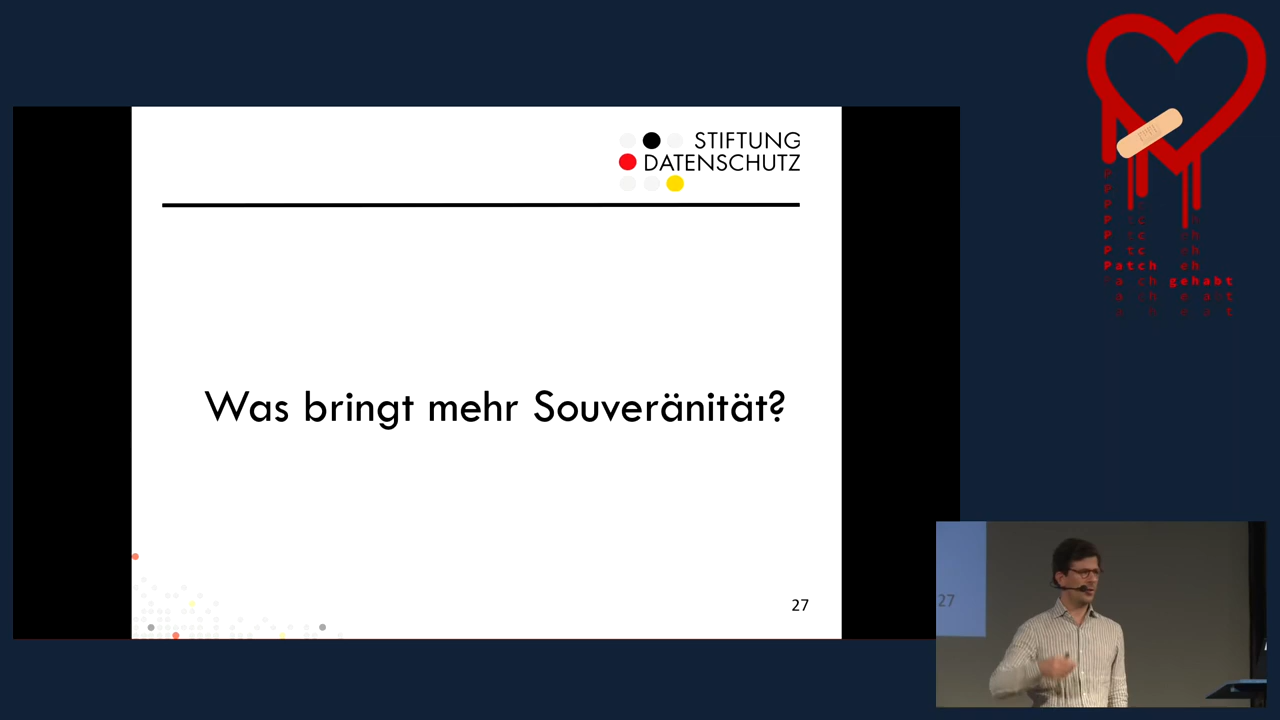 STIFTUNG
DATENSCHUTZ
Was bringt mehr Souveränität?
27
27
Patch
gehabt